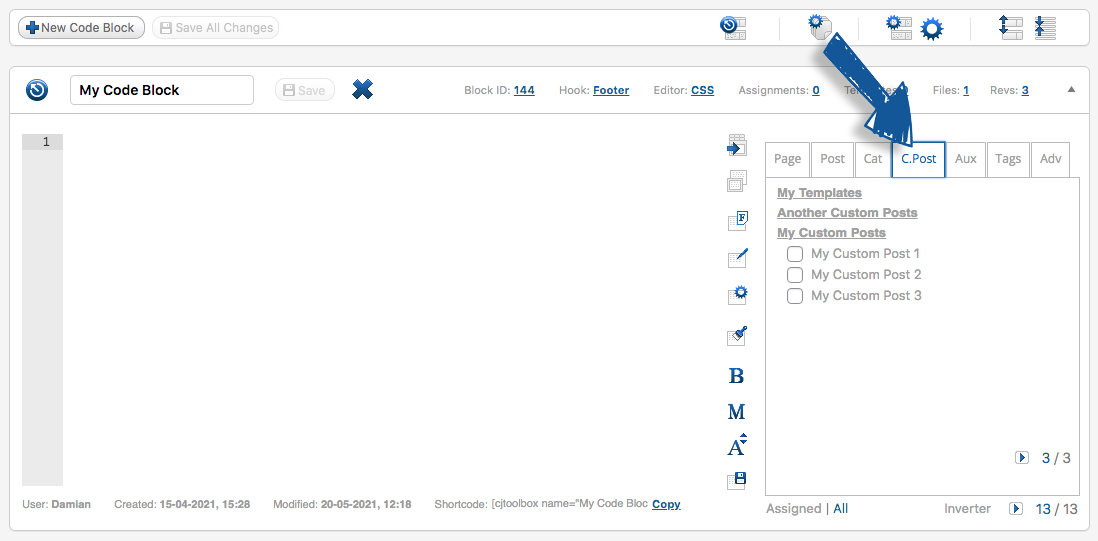 New Code Block Save All Changes
My Code Block Save Block ID: 144 Hook: Footer Editor: CSS Assignments: 0 Files: 1 Revs: 3
1
Page Post Cat C.Post Aux Tags Adv
My Templates
Another Custom Posts
My Custom Posts
My Custom Post 1
My Custom Post 2
My Custom Post 3
F
B
M
A
3 / 3
User: Damian Created: 15-04-2021, 15:28 Modified: 20-05-2021, 12:18 Shortcode: [cjtoolbox name="My Code Bloc Copy
Assigned | All Inverter 13 / 13